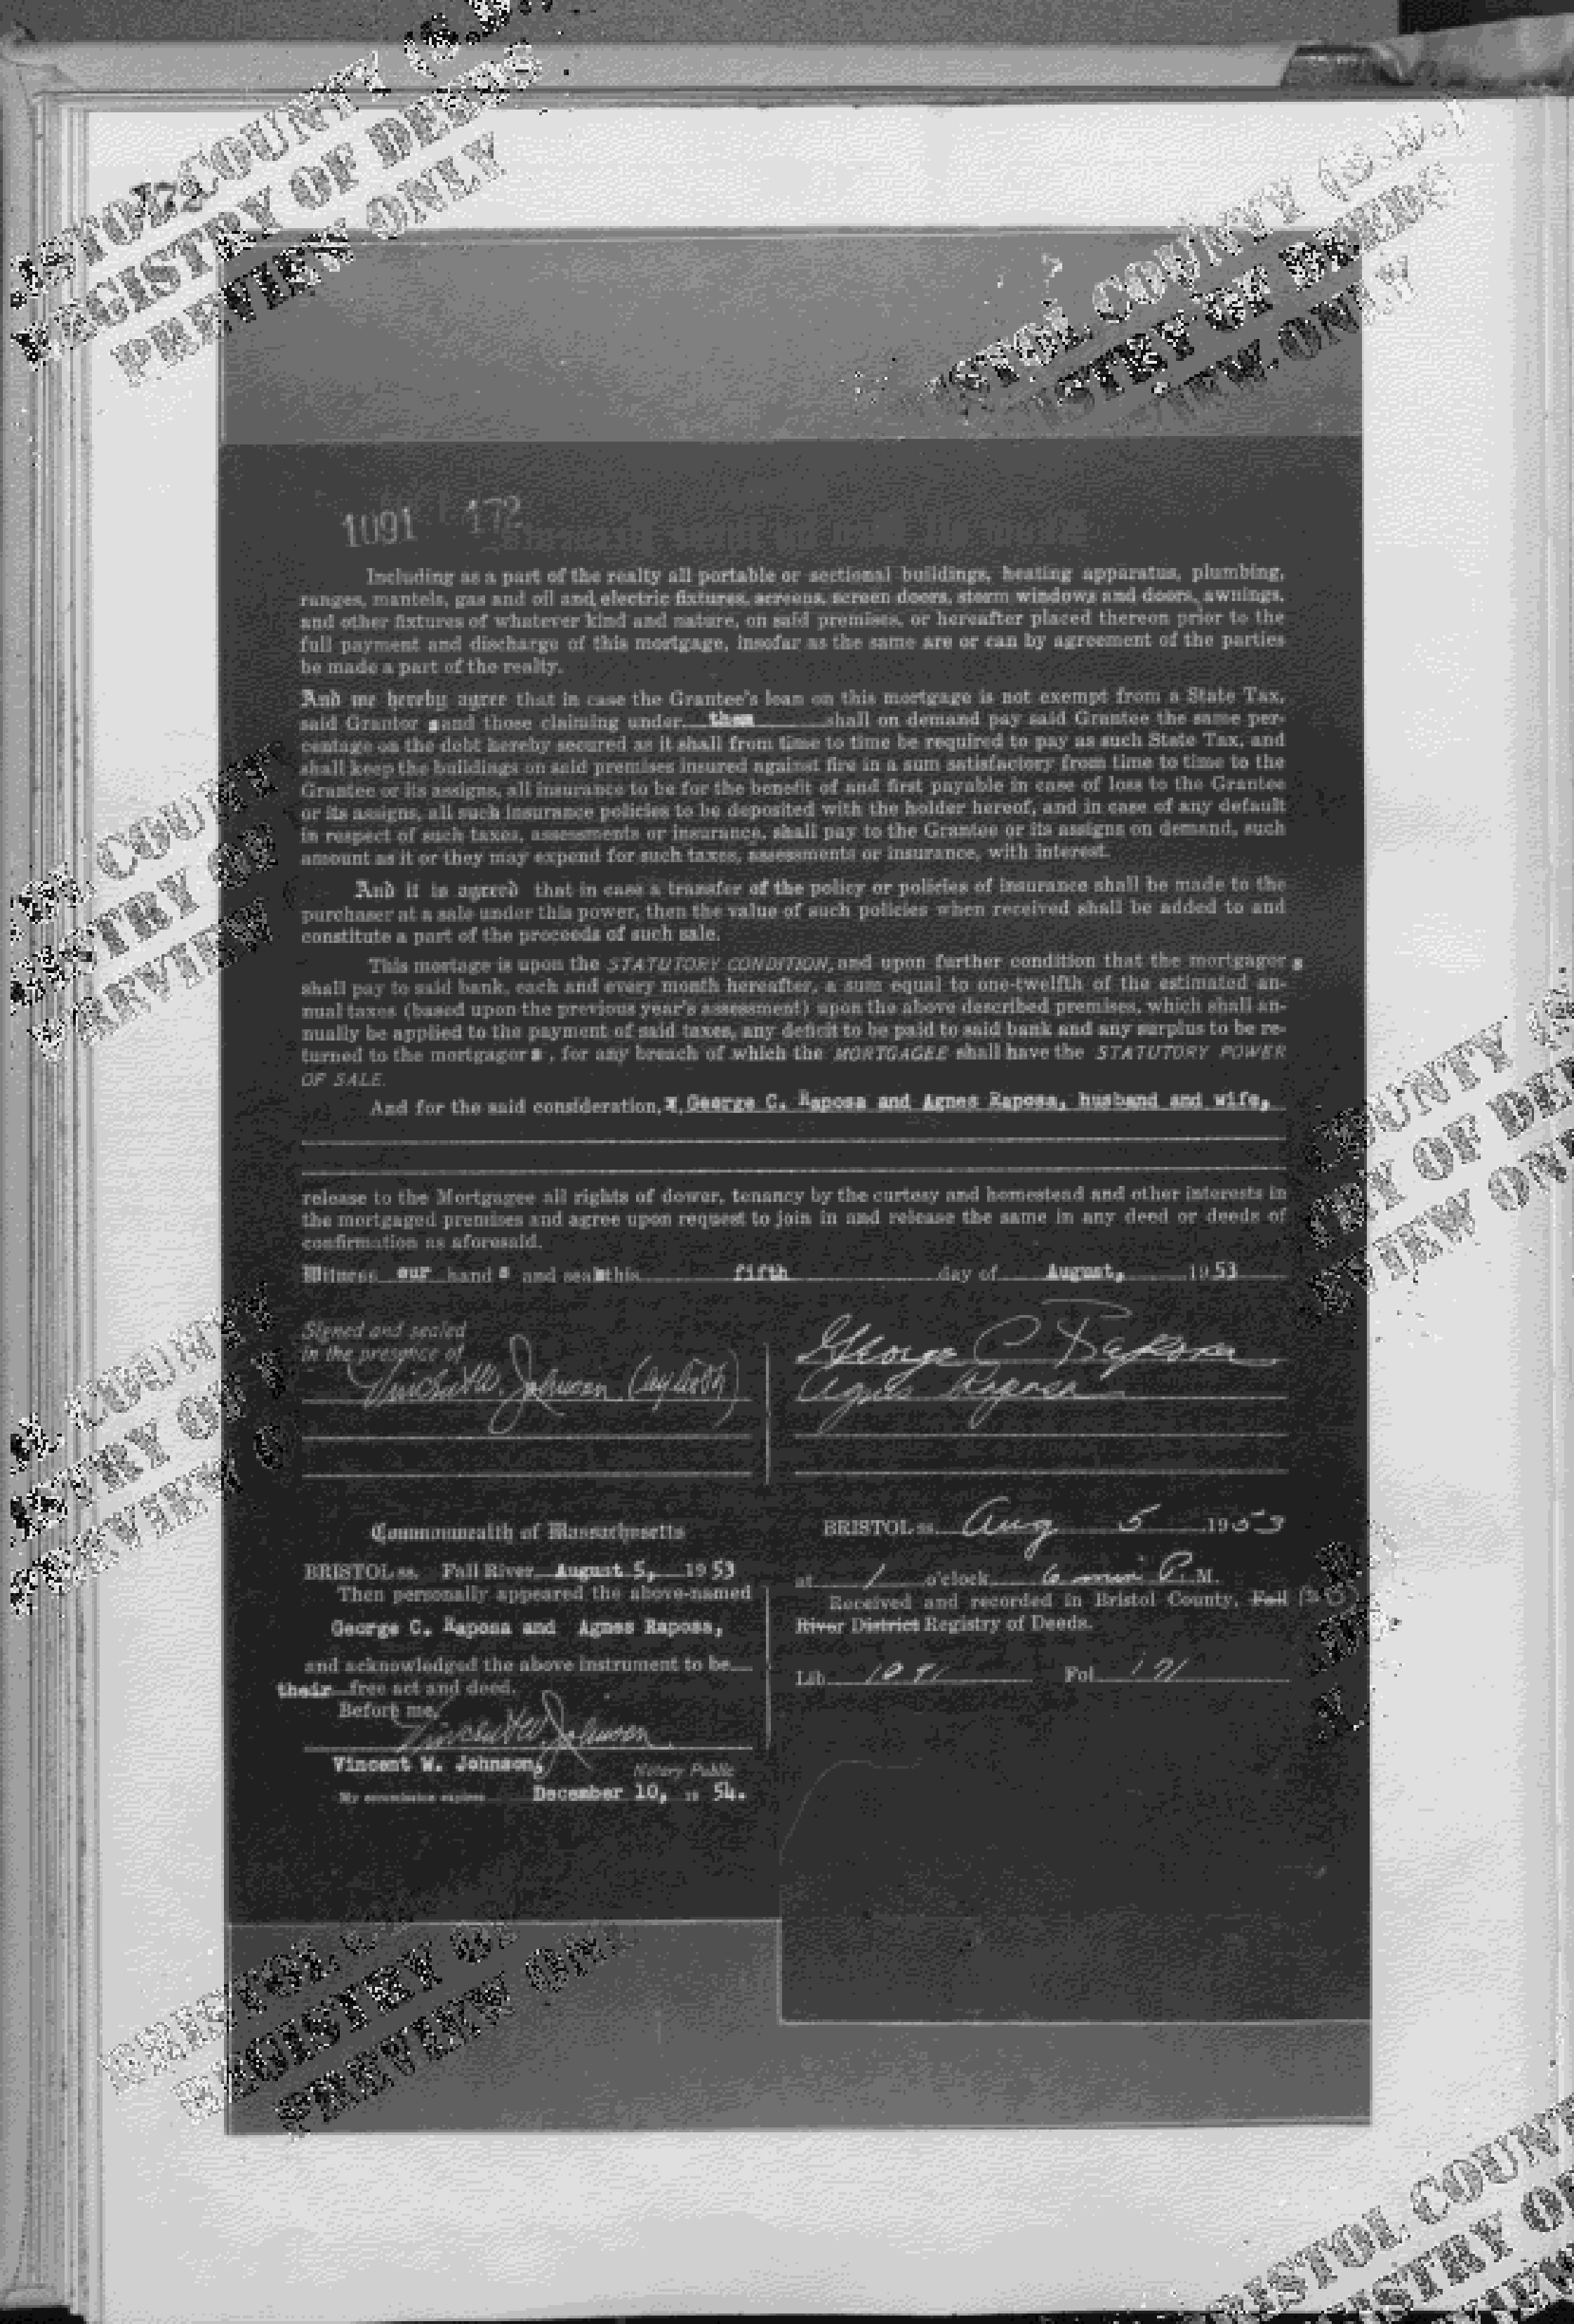 BRISTOL COUNTY (S.D.)
REGISTRY OF DEEDS
PREVIEW ONLY
1091 172
Including as a part of the realty all portable or sectional buildings, heating apparatus, plumbing,
ranges, mantels, gas and oil and electric fixtures, screens, screen doors, storm windows and doors, awnings,
and other fixtures of whatever kind and nature, on said premises, or hereafter placed thereon prior to the
full payment and discharge of this mortgage, insofar as the same are or can by agreement of the parties
be made a part of the realty.
And we hereby agree that in case the Grantee's loan on this mortgage is not exempt from a State Tax,
said Grantor s and those claiming under them shall on demand pay said Grantee the same per-
centage on the debt hereby secured as it shall from time to time be required to pay as such State Tax, and
shall keep the buildings on said premises insured against fire in a sum satisfactory from time to time to the
Grantee or its assigns, all insurance to be for the benefit of and first payable in case of loss to the Grantee
or its assigns, all such insurance policies to be deposited with the holder hereof, and in case of any default
in respect of such taxes, assessments or insurance, shall pay to the Grantee or its assigns on demand, such
amount as it or they may expend for such taxes, assessments or insurance, with interest.
And it is agreed that in case a transfer of the policy or policies of insurance shall be made to the
purchaser at a sale under this power, then the value of such policies when received shall be added to and
constitute a part of the proceeds of such sale.
This mortage is upon the STATUTORY CONDITION, and upon further condition that the mortgagor s
shall pay to said bank, each and every month hereafter, a sum equal to one-twelfth of the estimated an-
nual taxes (based upon the previous year's assessment) upon the above described premises, which shall an-
nually be applied to the payment of said taxes, any deficit to be paid to said bank and any surplus to be re-
turned to the mortgagor s, for any breach of which the MORTGAGEE shall have the STATUTORY POWER
OF SALE.
And for the said consideration, George C. Raposa and Agnes Raposa, husband and wife,
release to the Mortgagee all rights of dower, tenancy by the curtesy and homestead and other interests in
the mortgaged premises and agree upon request to join in and release the same in any deed or deeds of
confirmation as aforesaid.
Witness our hand s and seal s this fifth day of August, 19 53
Signed and sealed
in the presence of
Vincent W. Johnson (by both)
George C Raposa
Agnes Raposa
Commonwealth of Massachusetts
BRISTOL ss. Fall River August 5, 19 53
Then personally appeared the above-named
George C. Raposa and Agnes Raposa,
and acknowledged the above instrument to be
their free act and deed.
Before me,
Vincent W. Johnson
Vincent W. Johnson, Notary Public
My commission expires December 10, 19 54.
BRISTOL ss. Aug 5 1953
at 1 o'clock 6 min P. M.
Received and recorded in Bristol County, Fall
River District Registry of Deeds.
Lib. 1091 Fol. 171